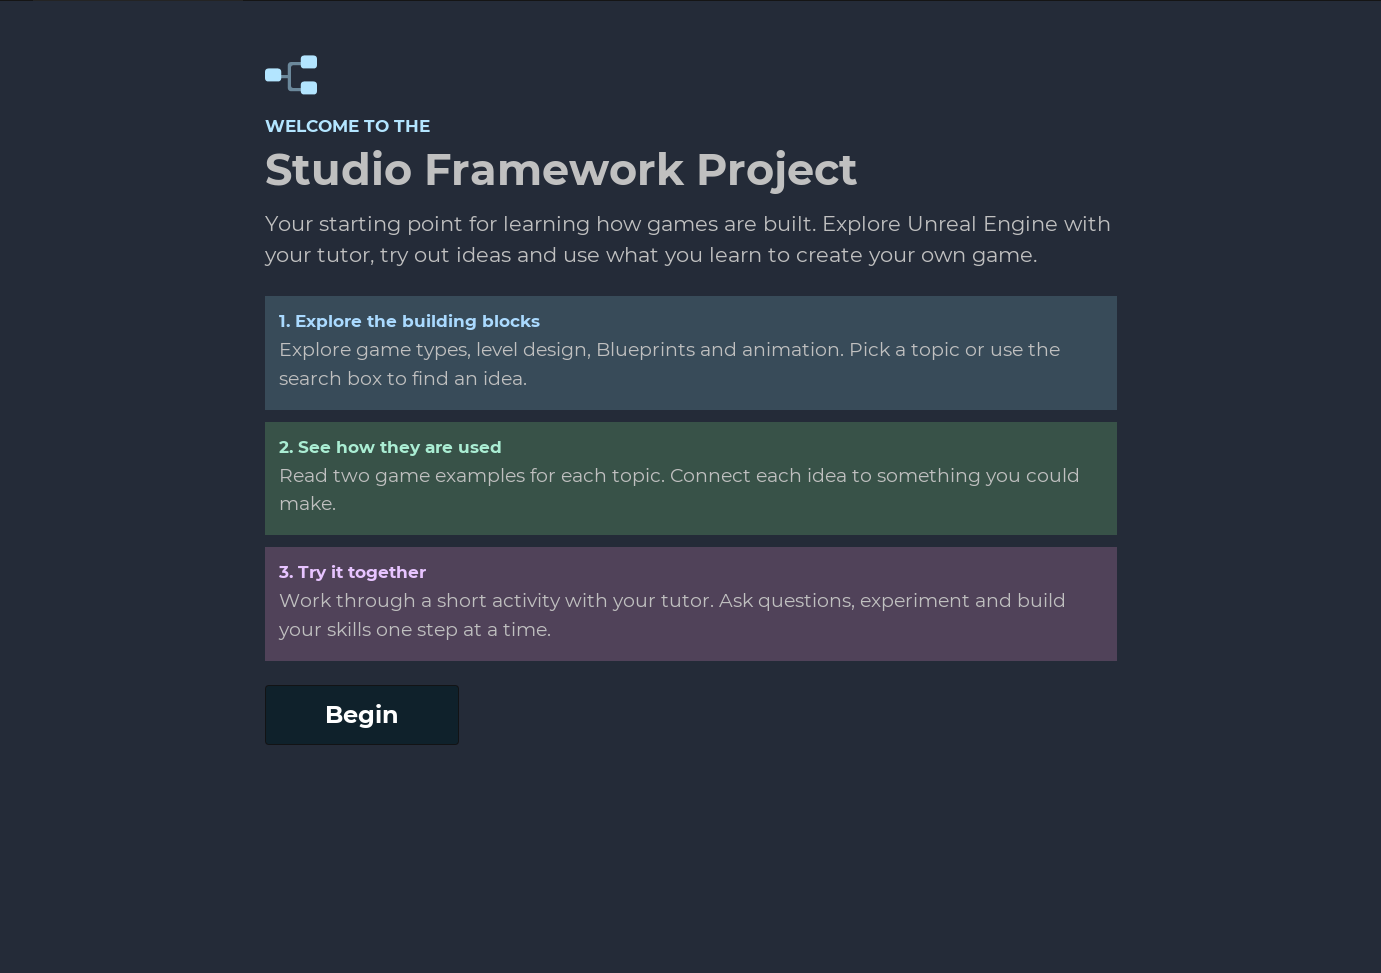 WELCOME TO THE
Studio Framework Project
Your starting point for learning how games are built. Explore Unreal Engine with
your tutor, try out ideas and use what you learn to create your own game.
1. Explore the building blocks
Explore game types, level design, Blueprints and animation. Pick a topic or use the
search box to find an idea.
2. See how they are used
Read two game examples for each topic. Connect each idea to something you could
make.
3. Try it together
Work through a short activity with your tutor. Ask questions, experiment and build
your skills one step at a time.
Begin